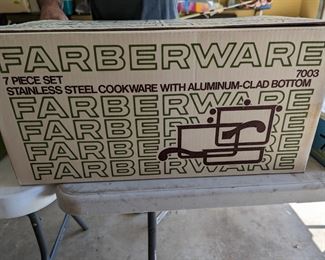 FARBERWARE
7 PIECE SET 7003
STAINLESS STEEL COOKWARE WITH ALUMINUM-CLAD BOTTOM
FARBERWARE
FARBERWARE
FARBERWARE
FARBERWARE